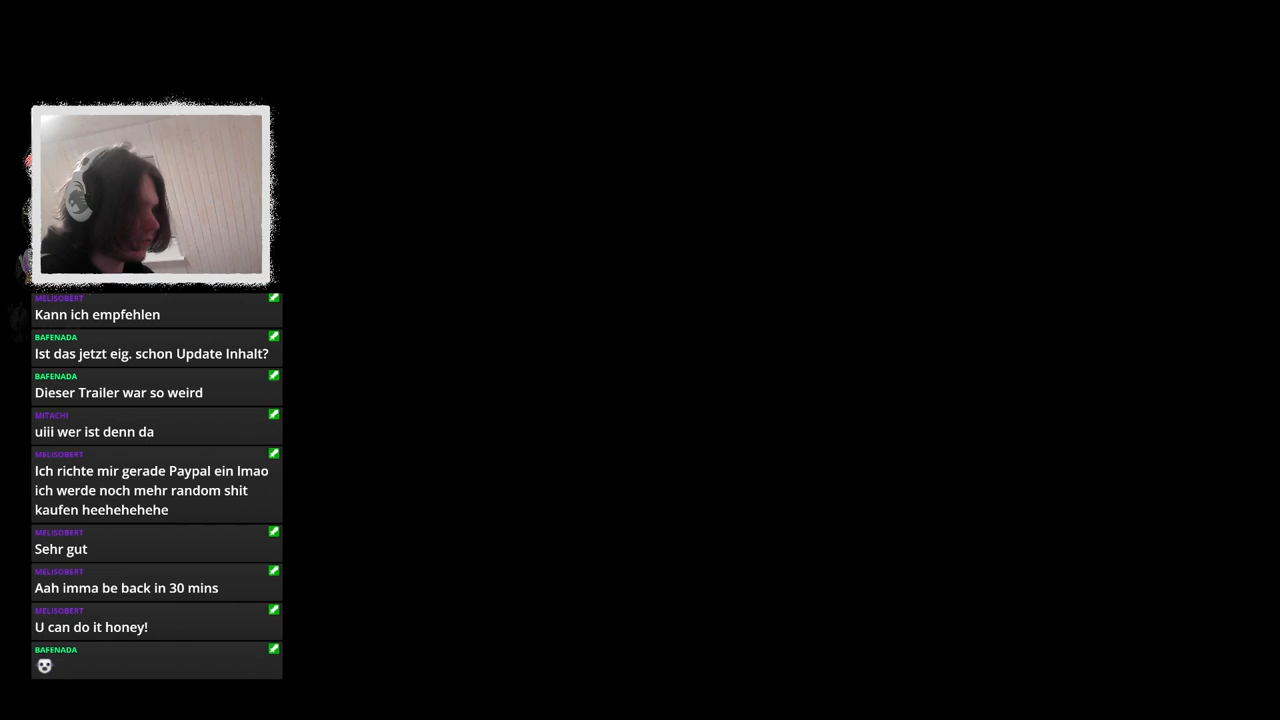 MELISOBERT
Kann ich empfehlen
BAFENADA
Ist das jetzt eig. schon Update Inhalt?
BAFENADA
Dieser Trailer war so weird
MITACHI
uiii wer ist denn da
MELISOBERT
Ich richte mir gerade Paypal ein lmao
ich werde noch mehr random shit
kaufen heehehehehe
MELISOBERT
Sehr gut
MELISOBERT
Aah imma be back in 30 mins
MELISOBERT
U can do it honey!
BAFENADA